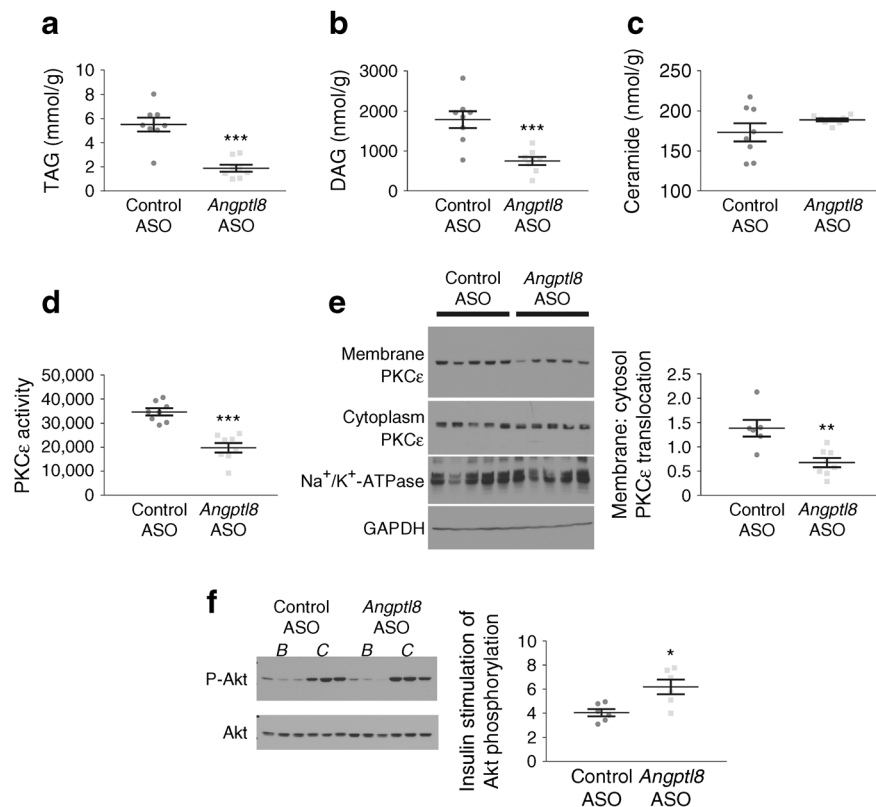 a
TAG (mmol/g)
10
8
6
4
2
0
***
Control
ASO
Angptl8
ASO
b
DAG (nmol/g)
3000
2000
1000
0
***
Control
ASO
Angptl8
ASO
c
Ceramide (nmol/g)
250
200
150
100
Control
ASO
Angptl8
ASO
d
PKCε activity
50,000
40,000
30,000
20,000
10,000
0
***
Control
ASO
Angptl8
ASO
e
Control
ASO
Angptl8
ASO
Membrane
PKCε
Cytoplasm
PKCε
Na+/K+-ATPase
GAPDH
Membrane: cytosol
PKCε translocation
2.5
2.0
1.5
1.0
0.5
0
**
Control
ASO
Angptl8
ASO
f
Control
ASO
Angptl8
ASO
B C B C
P-Akt
Akt
Insulin stimulation of
Akt phosphorylation
10
8
6
4
2
0
*
Control
ASO
Angptl8
ASO